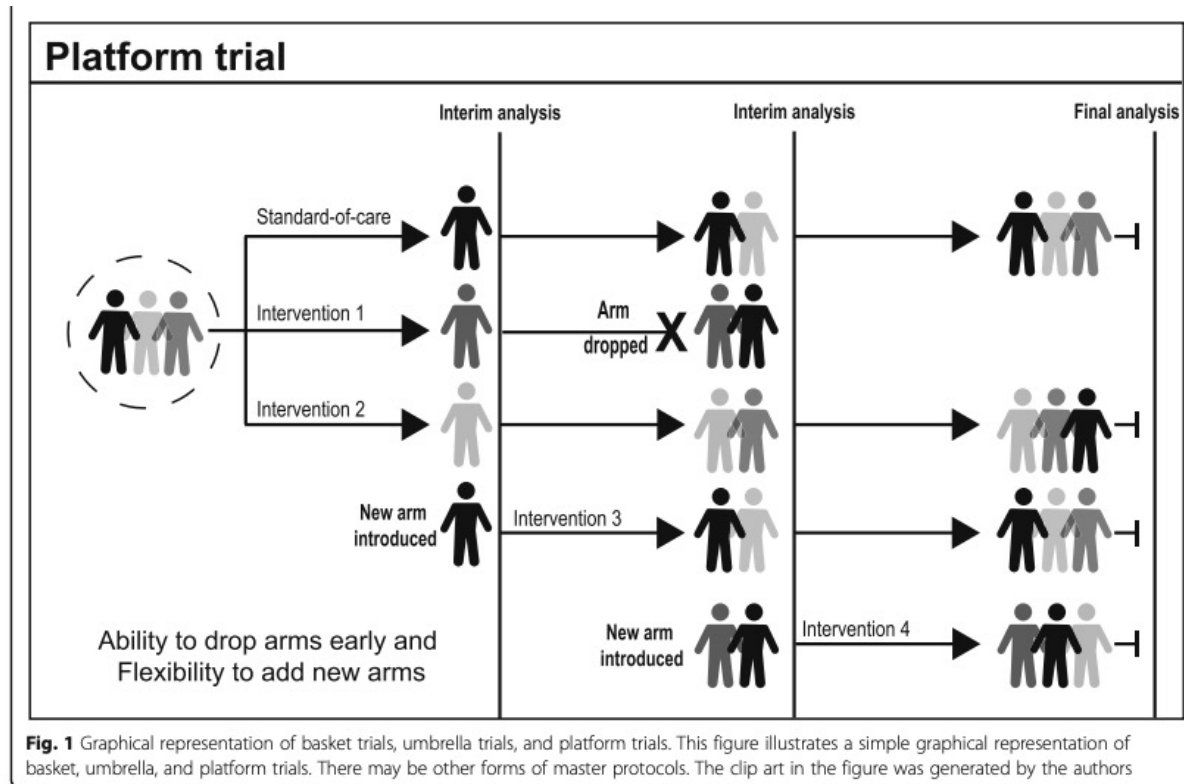 Platform trial
Interim analysis
Interim analysis
Final analysis
Standard-of-care
Intervention 1
Arm
dropped
X
Intervention 2
New arm
introduced
Intervention 3
New arm
introduced
Intervention 4
Ability to drop arms early and
Flexibility to add new arms
Fig. 1 Graphical representation of basket trials, umbrella trials, and platform trials. This figure illustrates a simple graphical representation of
basket, umbrella, and platform trials. There may be other forms of master protocols. The clip art in the figure was generated by the authors